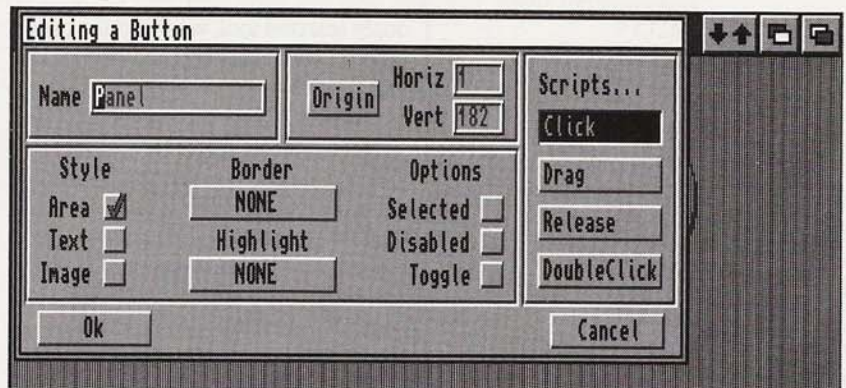 Editing a Button
Name Panel
Origin
Horiz 1
Vert 182
Scripts...
Click
Drag
Release
DoubleClick
Style
Area
Text
Image
Border
NONE
Highlight
NONE
Options
Selected
Disabled
Toggle
Ok
Cancel